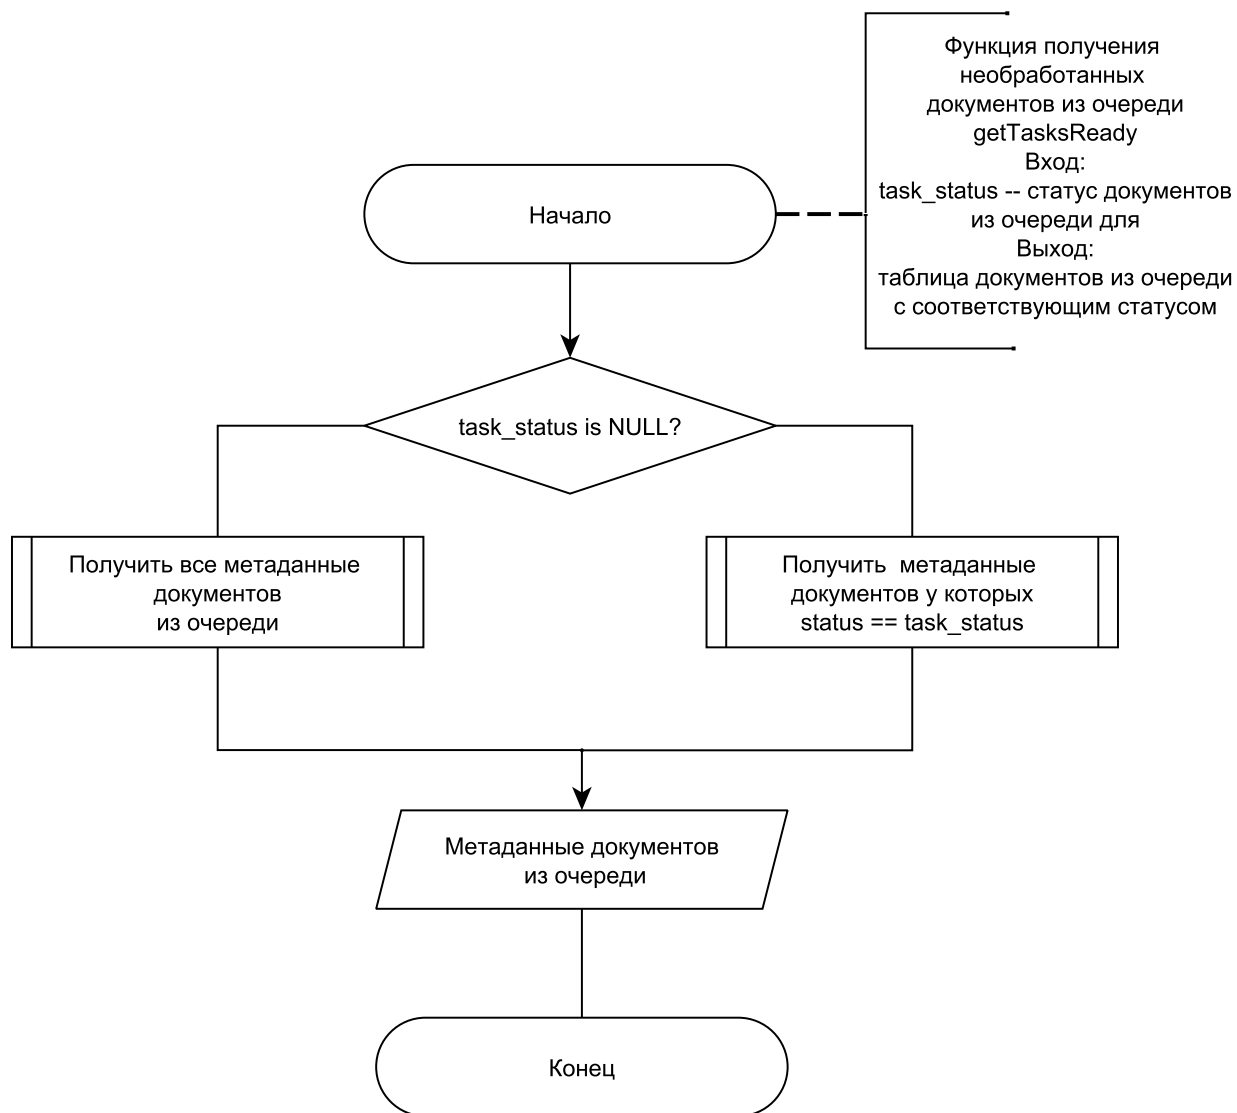 Функция получения
необработанных
документов из очереди
getTasksReady
Вход:
task_status -- статус документов
из очереди для
Выход:
таблица документов из очереди
с соответствующим статусом
Начало
task_status is NULL?
Получить все метаданные
документов
из очереди
Получить  метаданные
документов у которых
status == task_status
Метаданные документов
из очереди
Конец